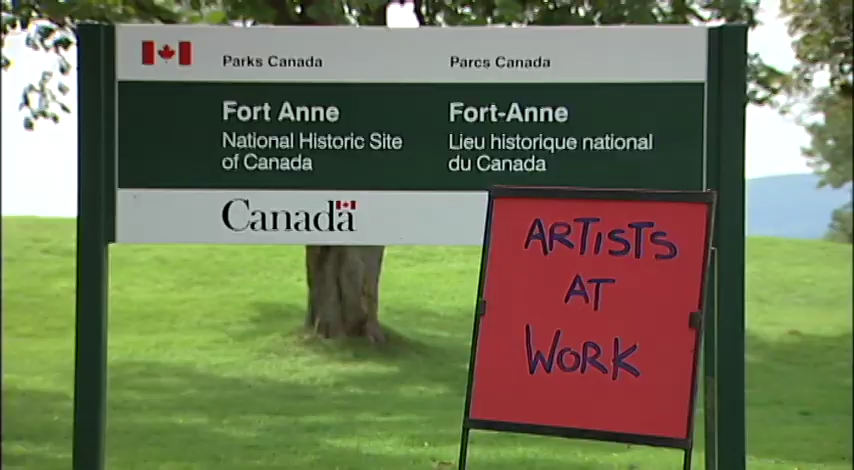 Parks Canada
Parcs Canada
Fort Anne
National Historic Site
of Canada
Fort-Anne
Lieu historique national
du Canada
Canada
ARTISTS
AT
WORK